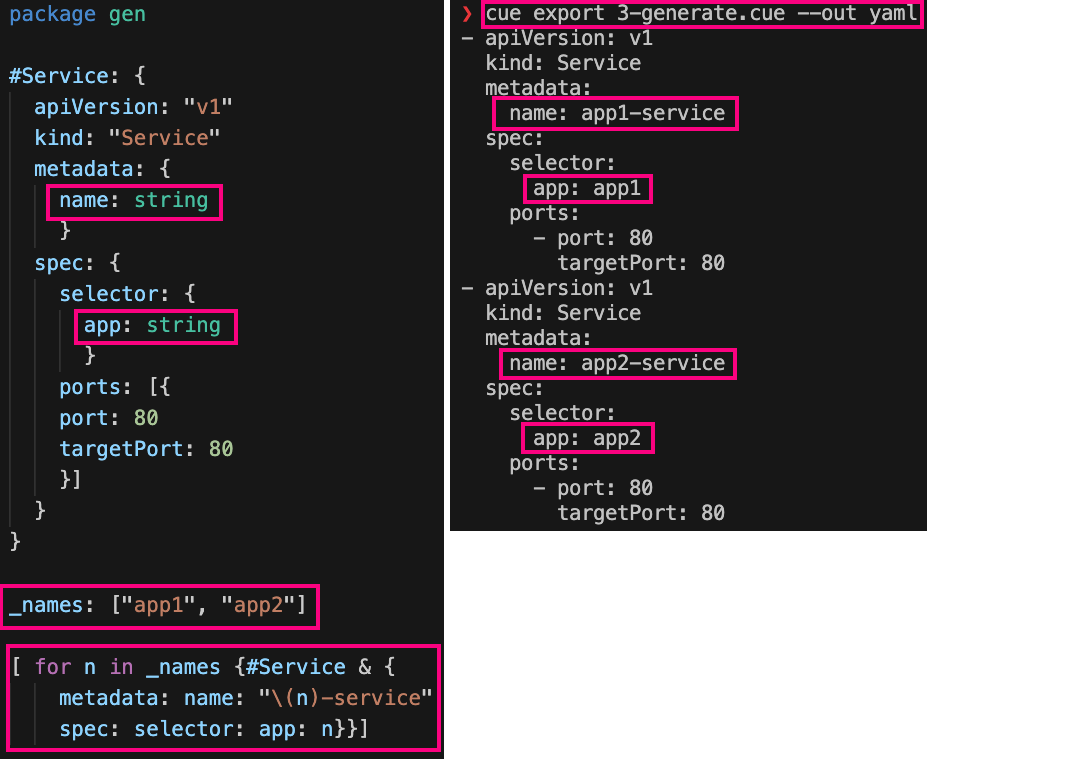 package gen
#Service: {
apiVersion: "v1"
kind: "Service"
metadata: {
name: string
}
spec: {
selector: {
app: string
}
ports: [{
port: 80
targetPort: 80
}]
}
}
_names: ["app1", "app2"]
[ for n in _names {#Service & {
metadata: name: "\(n)-service"
spec: selector: app: n}}]
❯ cue export 3-generate.cue --out yaml
- apiVersion: v1
kind: Service
metadata:
name: app1-service
spec:
selector:
app: app1
ports:
- port: 80
targetPort: 80
- apiVersion: v1
kind: Service
metadata:
name: app2-service
spec:
selector:
app: app2
ports:
- port: 80
targetPort: 80